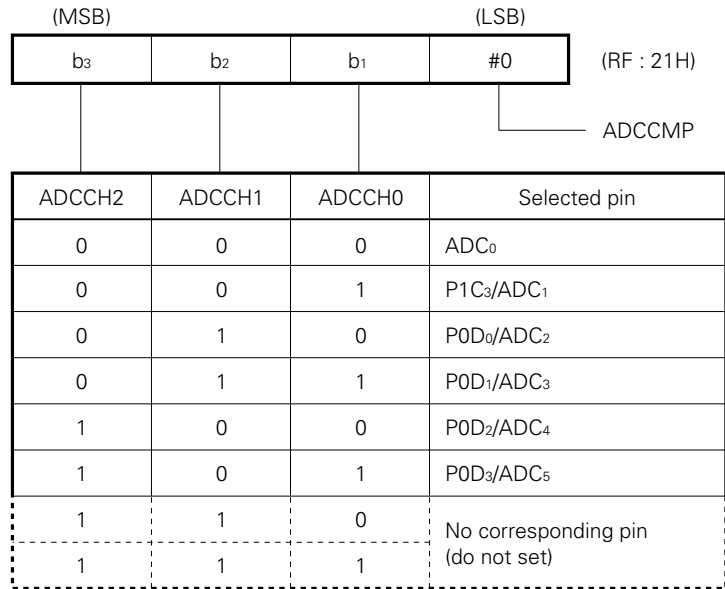 (MSB) (LSB)
b₃ b₂ b₁ #0 (RF : 21H)
ADCCMP
ADCCH2 ADCCH1 ADCCH0 Selected pin
0 0 0 ADC₀
0 0 1 P1C₃/ADC₁
0 1 0 P0D₀/ADC₂
0 1 1 P0D₁/ADC₃
1 0 0 P0D₂/ADC₄
1 0 1 P0D₃/ADC₅
1 1 0 No corresponding pin
1 1 1 (do not set)